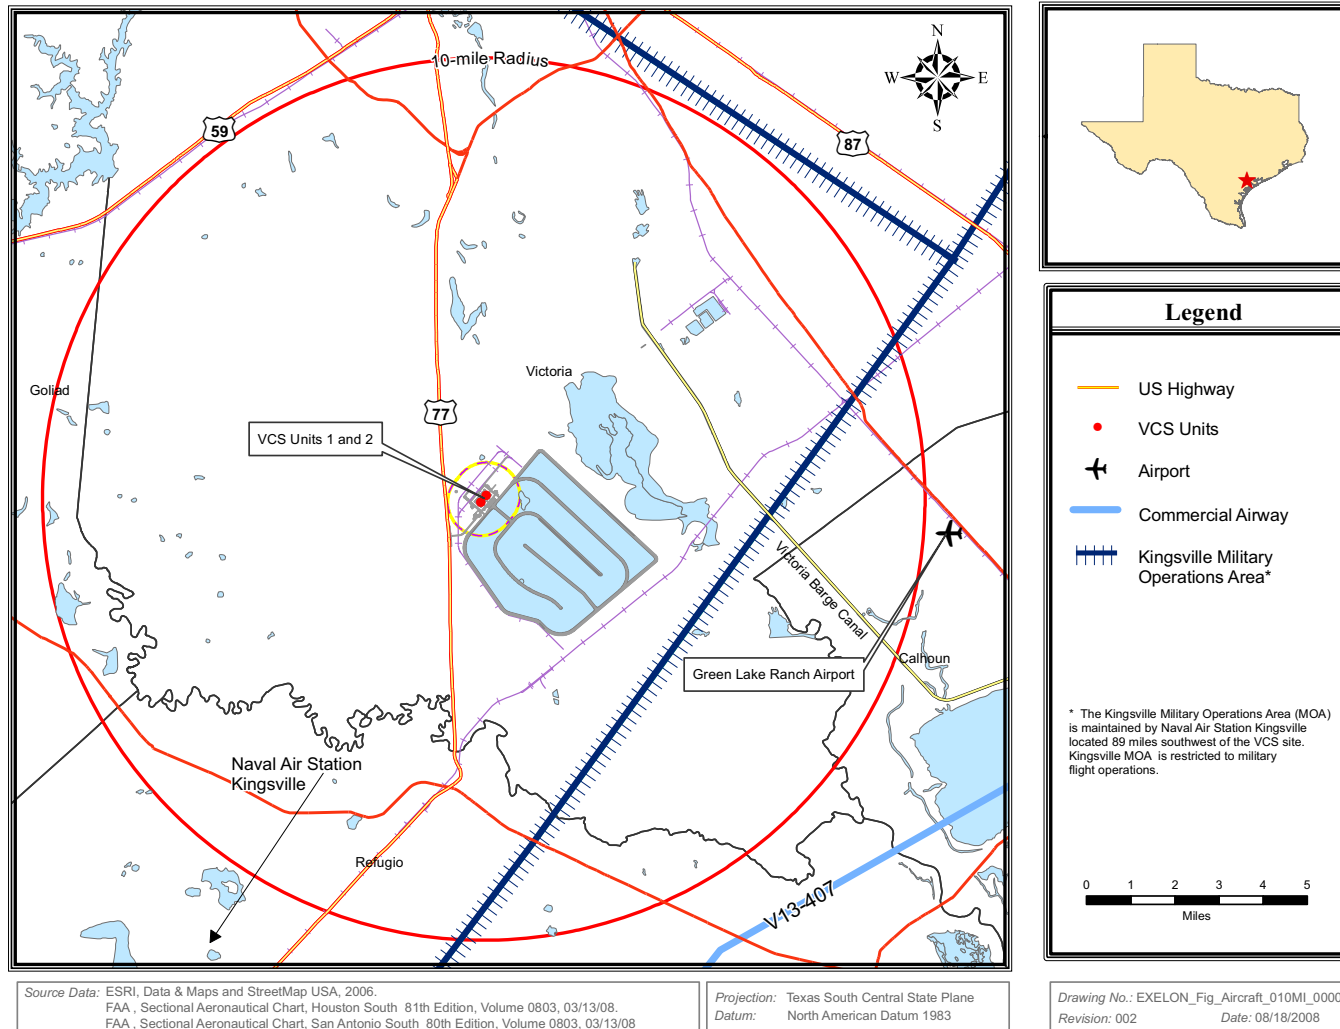 10-mile Radius
N
W
E
S
59
87
Goliad
Victoria
77
VCS Units 1 and 2
Victoria Barge Canal
Calhoun
Green Lake Ranch Airport
Naval Air Station
Kingsville
Refugio
V13-407
Legend
US Highway
VCS Units
Airport
Commercial Airway
Kingsville Military
Operations Area*
* The Kingsville Military Operations Area (MOA)
is maintained by Naval Air Station Kingsville
located 89 miles southwest of the VCS site.
Kingsville MOA is restricted to military
flight operations.
0 1 2 3 4 5
Miles
Source Data: ESRI, Data & Maps and StreetMap USA, 2006.
FAA , Sectional Aeronautical Chart, Houston South 81th Edition, Volume 0803, 03/13/08.
FAA , Sectional Aeronautical Chart, San Antonio South 80th Edition, Volume 0803, 03/13/08
Projection: Texas South Central State Plane
Datum: North American Datum 1983
Drawing No.: EXELON_Fig_Aircraft_010MI_0000
Revision: 002 Date: 08/18/2008